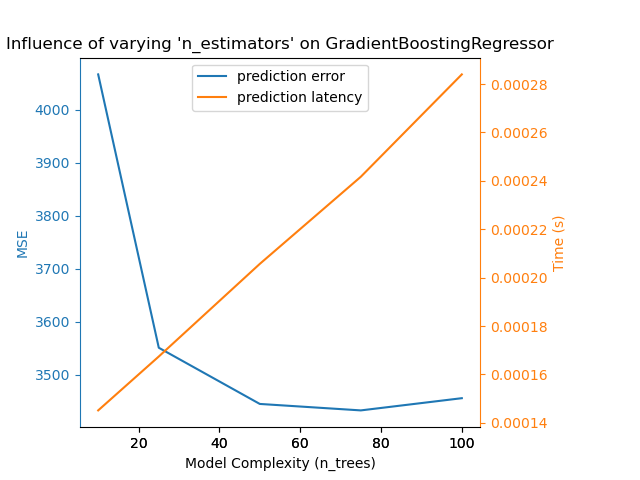 Influence of varying 'n_estimators' on GradientBoostingRegressor
prediction error
prediction latency
4000
3900
3800
3700
3600
3500
MSE
0.00028
0.00026
0.00024
0.00022
0.00020
0.00018
0.00016
0.00014
Time (s)
20 40 60 80 100
Model Complexity (n_trees)